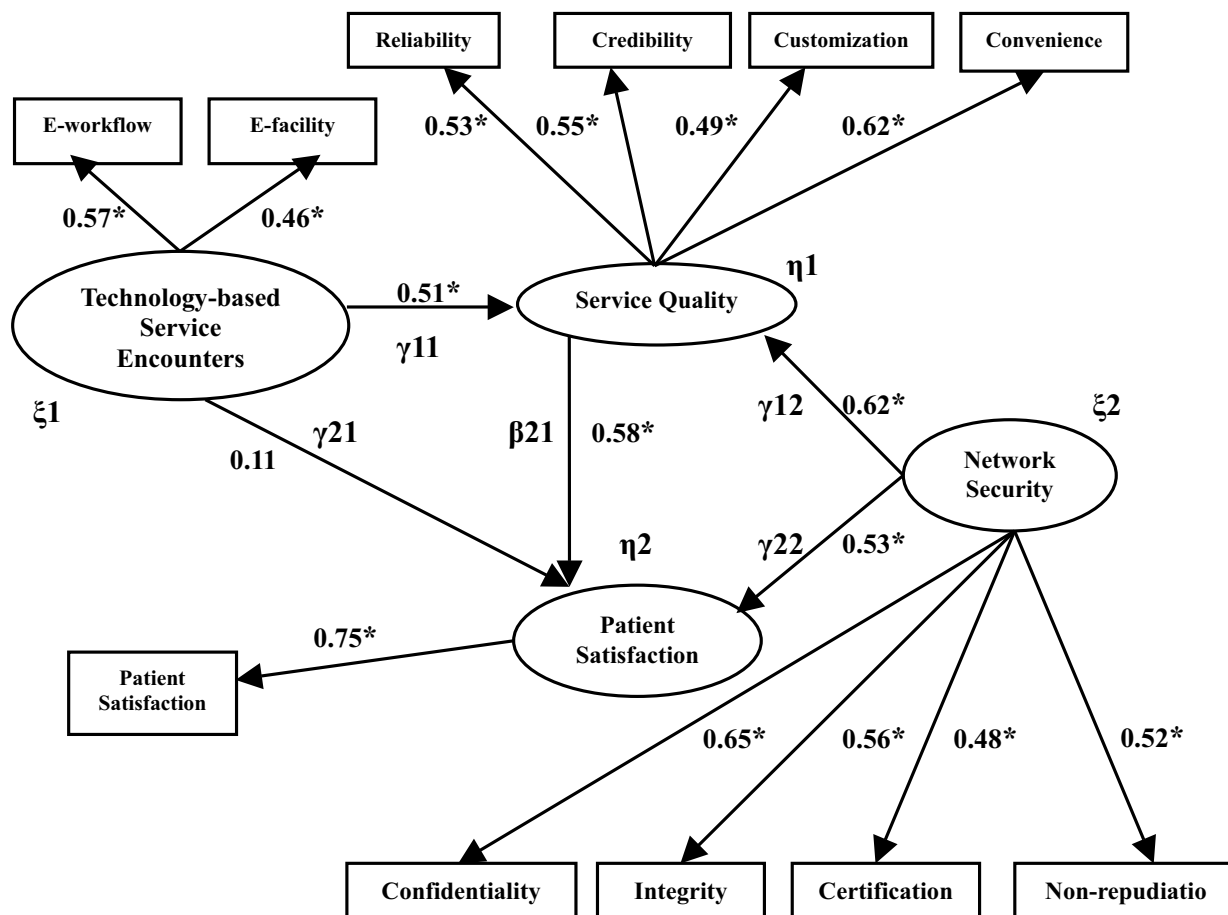 Reliability
Credibility
Customization
Convenience
E-workflow
E-facility
0.53*
0.55*
0.49*
0.62*
0.57*
0.46*
Technology-based
Service
Encounters
ξ1
0.51*
γ11
Service Quality
η1
γ21
0.11
β21
0.58*
γ12
0.62*
ξ2
Network
Security
γ22
0.53*
η2
Patient
Satisfaction
0.75*
Patient
Satisfaction
0.65*
0.56*
0.48*
0.52*
Confidentiality
Integrity
Certification
Non-repudiatio